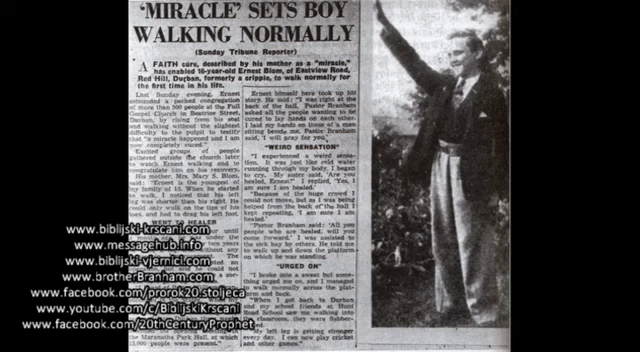 'MIRACLE' SETS BOY
WALKING NORMALLY
(Sunday Tribune Reporter)
A FAITH cure, described by his mother as a "miracle,"
has enabled 16-year-old Ernest Blom, of Eastview Road,
Red Hill, Durban, formerly a cripple, to walk normally for
the first time in his life.
Last Sunday evening, Ernest
astounded a packed congregation
of more than 500 people at the Full
Gospel Church in Beatrice Street,
Durban, by rising from his seat
and walking without the slightest
difficulty to the pulpit to testify
that "a miracle happened and I am
now completely cured."
Excited groups of people
gathered outside the church later
to watch Ernest walking and to
congratulate him on his recovery.
His mother, Mrs. Mary S. Blom,
said: "Ernest is the youngest of
my family of 10. When he started
to walk, I noticed that his left
leg was shorter than his right. He
could only walk on the tips of his
toes, and had to drag his left foot.
WENT TO HEALER
until
was under the
two years
without any
The
an
and he could not
Maranatha Park Hall, at which
15,000 people were present."
Ernest himself here took up his
story. He said: "I was right at the
back of the hall. Pastor Branham
asked all the people wanting to be
cured to lay hands on each other.
I laid my hands on those of a man
sitting beside me. Pastor Branham
said, 'I will pray for you.'
"WEIRD SENSATION"
"I experienced a weird sensa-
tion. It was just like cold water
running through my body. I began
to cry. My sister said, 'Are you
healed, Ernest?' I replied, 'Yes, I
am sure I am healed.'
"Because of the huge crowd I
could not move, but as I was being
helped from the back of the hall I
kept repeating, 'I am sure I am
healed.'
"Pastor Branham said: 'All you
people who are healed, will you
come forward.' I was assisted to
the sick bay by others. He told me
to walk up and down the platform
on which he was standing.
"URGED ON"
"I broke into a sweat but some-
thing urged me on, and I managed
to walk normally across the plat-
form and back.
"When I got back to Durban
and my school friends at Hunt
Road School saw me walking into
the classroom, they were flabber-
"My left leg is getting stronger
every day. I can now play cricket
and other games."
www.biblijski-krscani.com
www.messagehub.info
www.biblijski-vjernici.com
www.brotherBranham.com
www.facebook.com/prorok20.stoljeca
www.youtube.com/c/BiblijskiKrscani
www.facebook.com/20thCenturyProphet